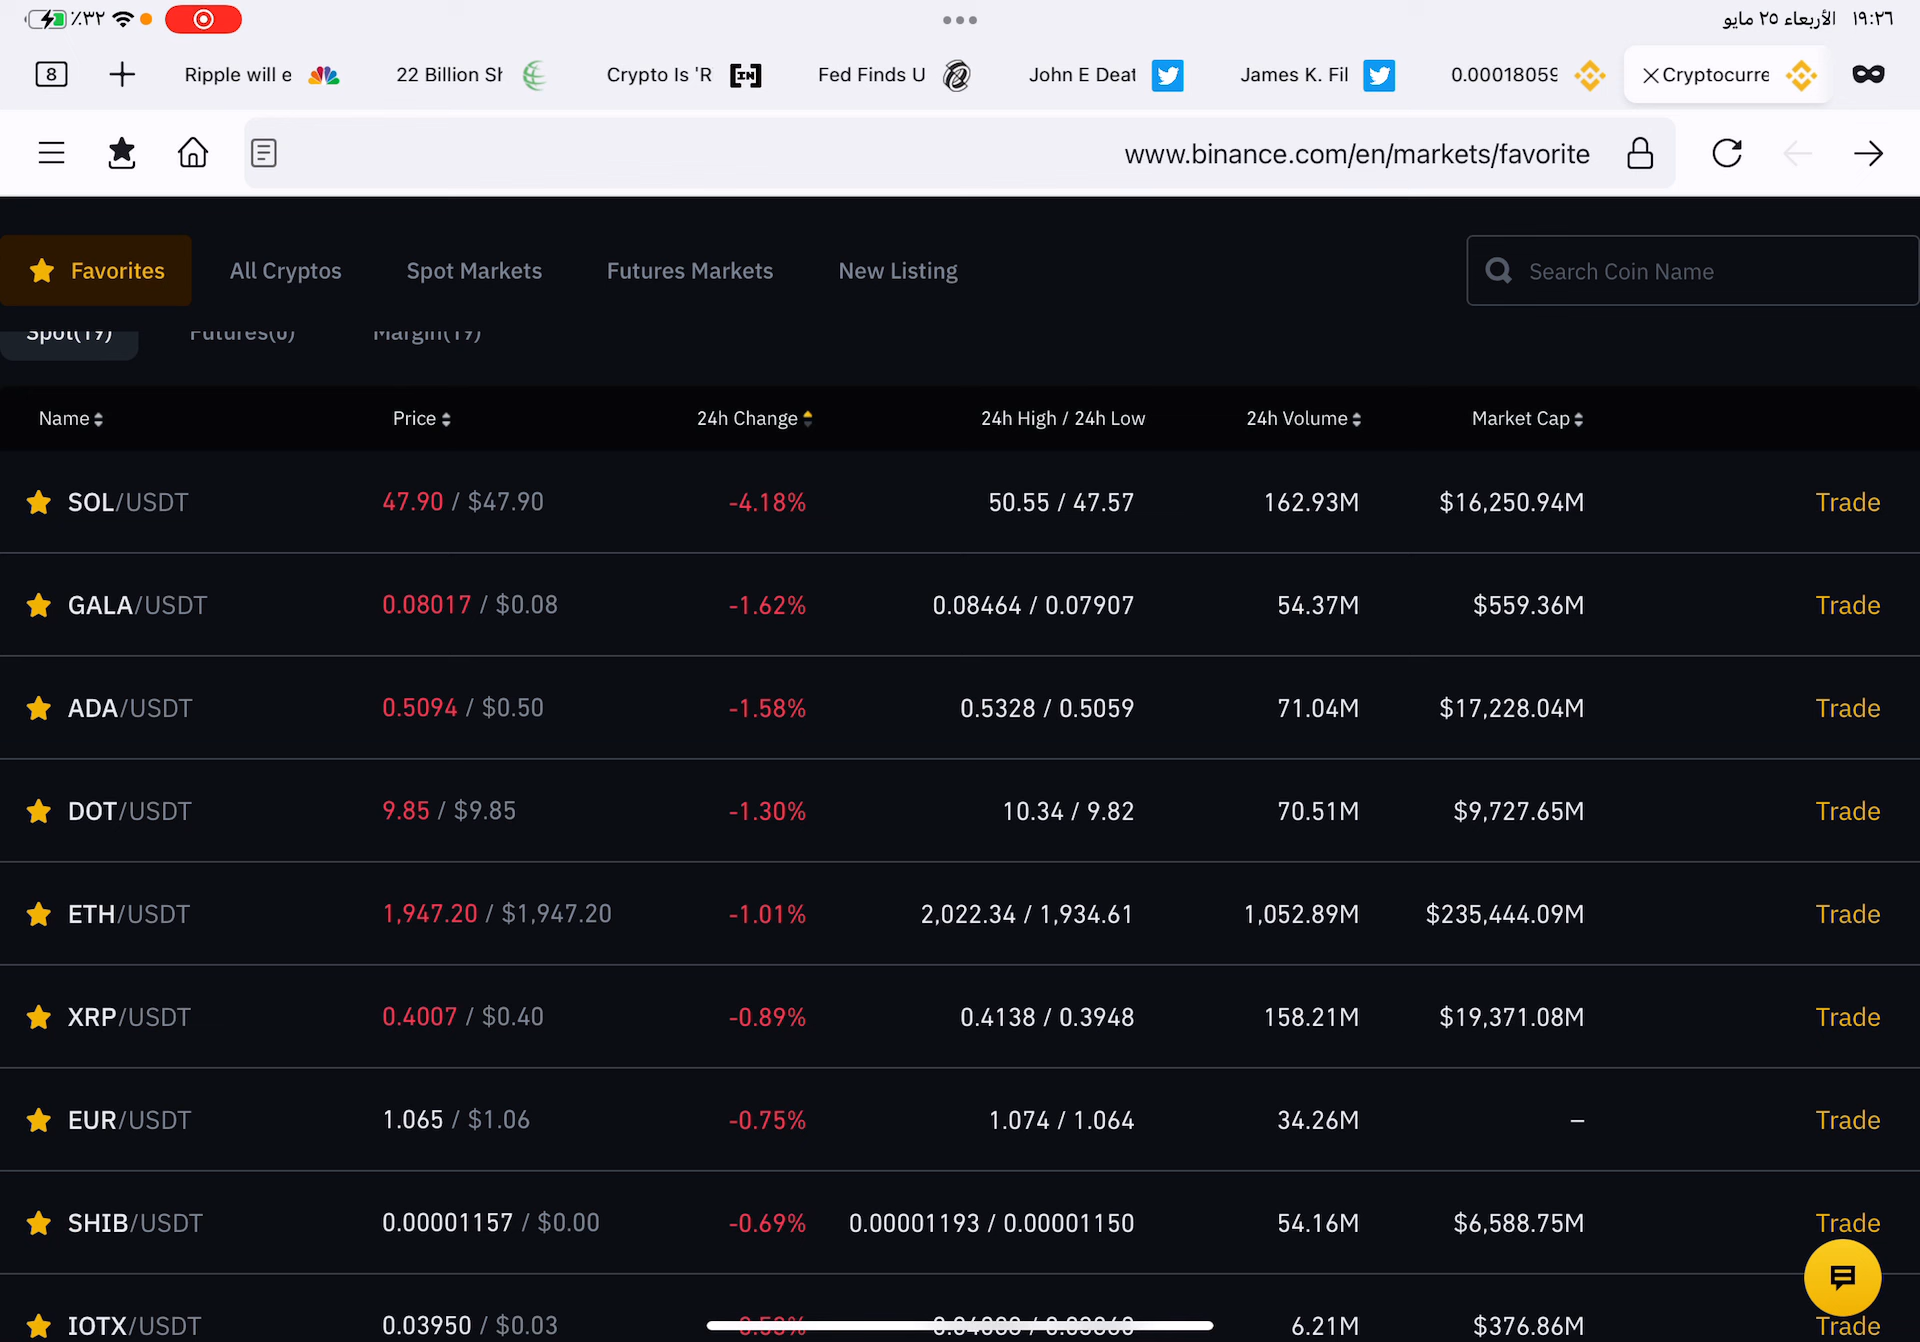 ٪٣٢
الأربعاء ٢٥ مايو ١٩:٢٦
8
Ripple will e
22 Billion Sh
Crypto Is 'R
IN
Fed Finds U
John E Deat
James K. Fil
0.00018059
Cryptocurre
www.binance.com/en/markets/favorite
Favorites All Cryptos Spot Markets Futures Markets New Listing
Search Coin Name
Spot(19) Futures(0) Margin(19)
Name Price 24h Change 24h High / 24h Low 24h Volume Market Cap
SOL/USDT 47.90 / $47.90 -4.18% 50.55 / 47.57 162.93M $16,250.94M Trade
GALA/USDT 0.08017 / $0.08 -1.62% 0.08464 / 0.07907 54.37M $559.36M Trade
ADA/USDT 0.5094 / $0.50 -1.58% 0.5328 / 0.5059 71.04M $17,228.04M Trade
DOT/USDT 9.85 / $9.85 -1.30% 10.34 / 9.82 70.51M $9,727.65M Trade
ETH/USDT 1,947.20 / $1,947.20 -1.01% 2,022.34 / 1,934.61 1,052.89M $235,444.09M Trade
XRP/USDT 0.4007 / $0.40 -0.89% 0.4138 / 0.3948 158.21M $19,371.08M Trade
EUR/USDT 1.065 / $1.06 -0.75% 1.074 / 1.064 34.26M – Trade
SHIB/USDT 0.00001157 / $0.00 -0.69% 0.00001193 / 0.00001150 54.16M $6,588.75M Trade
IOTX/USDT 0.03950 / $0.03 6.21M $376.86M Trade